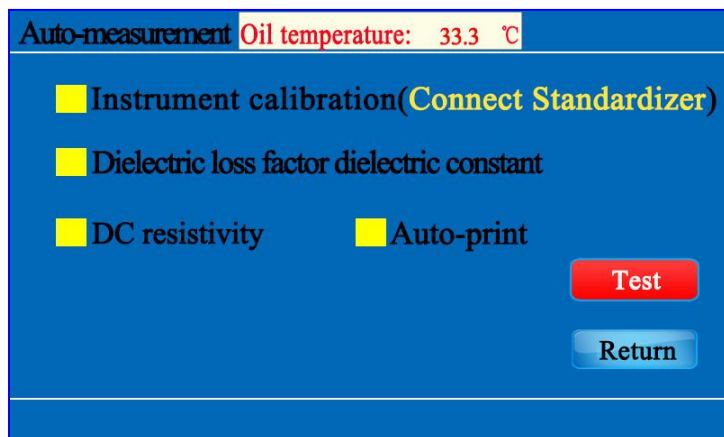 Auto-measurement Oil temperature: 33.3 ℃
Instrument calibration(Connect Standardizer)
Dielectric loss factor dielectric constant
DC resistivity Auto-print
Test
Return